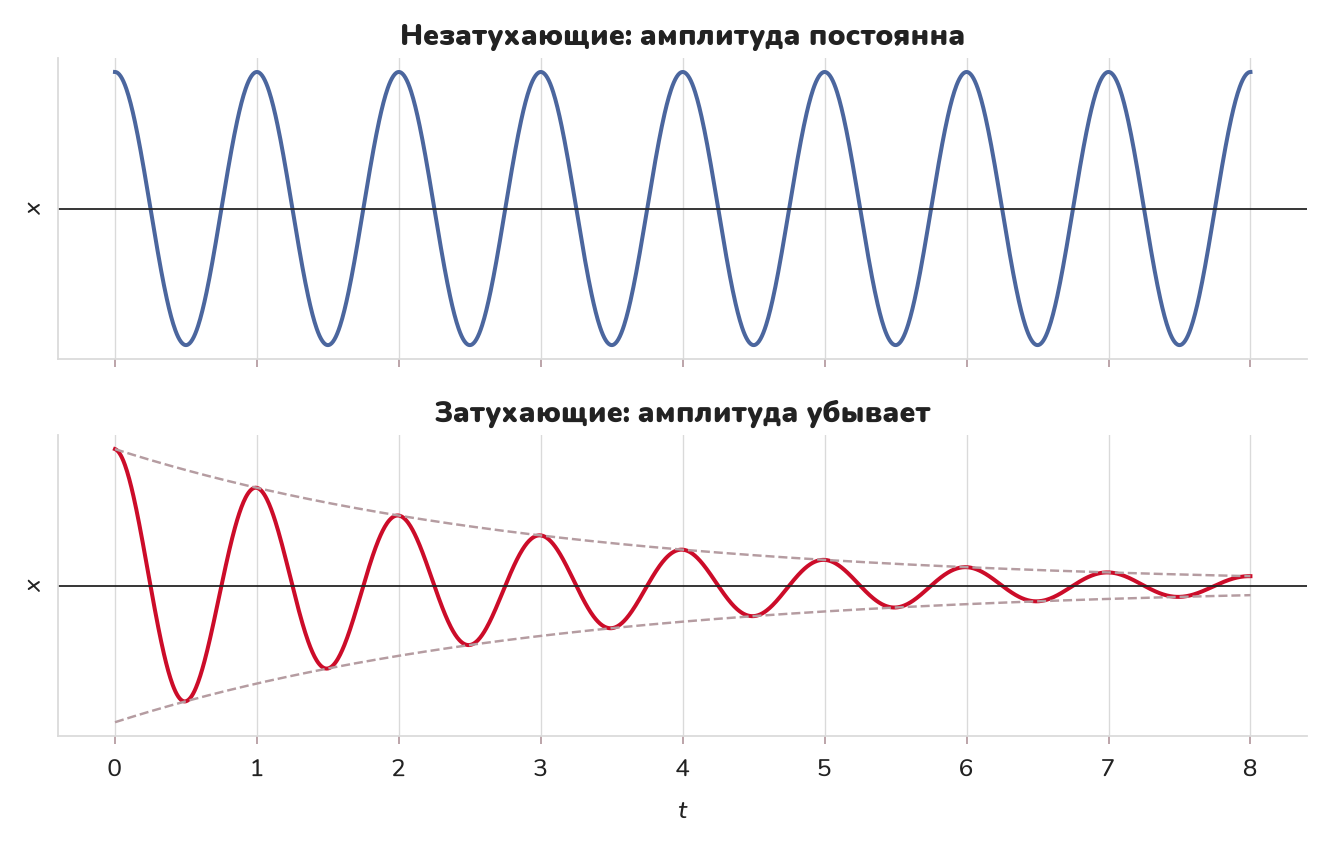 Незатухающие: амплитуда постоянна
x
Затухающие: амплитуда убывает
x
0 1 2 3 4 5 6 7 8
t